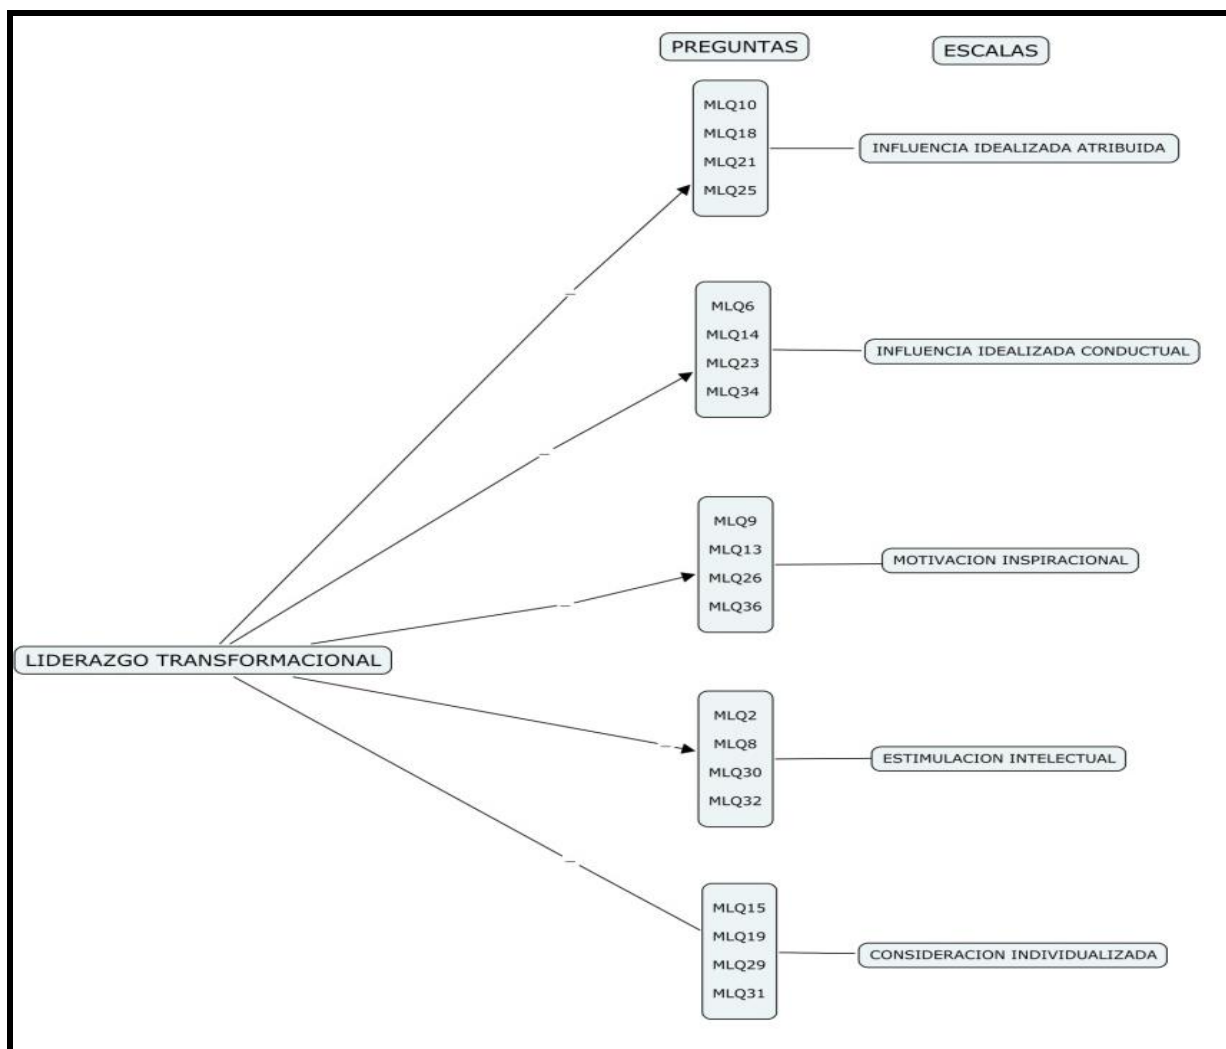 PREGUNTAS
ESCALAS
MLQ10
MLQ18
MLQ21
MLQ25
INFLUENCIA IDEALIZADA ATRIBUIDA
MLQ6
MLQ14
MLQ23
MLQ34
INFLUENCIA IDEALIZADA CONDUCTUAL
MLQ9
MLQ13
MLQ26
MLQ36
MOTIVACION INSPIRACIONAL
LIDERAZGO TRANSFORMACIONAL
MLQ2
MLQ8
MLQ30
MLQ32
ESTIMULACION INTELECTUAL
MLQ15
MLQ19
MLQ29
MLQ31
CONSIDERACION INDIVIDUALIZADA